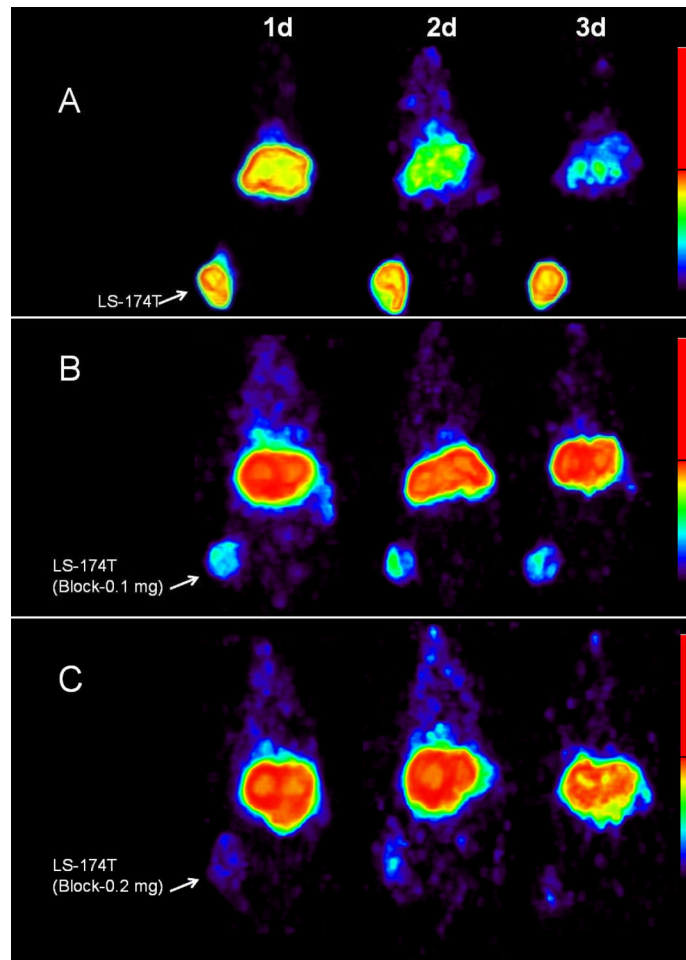 1d 2d 3d
A
LS-174T
B
LS-174T
(Block-0.1 mg)
C
LS-174T
(Block-0.2 mg)